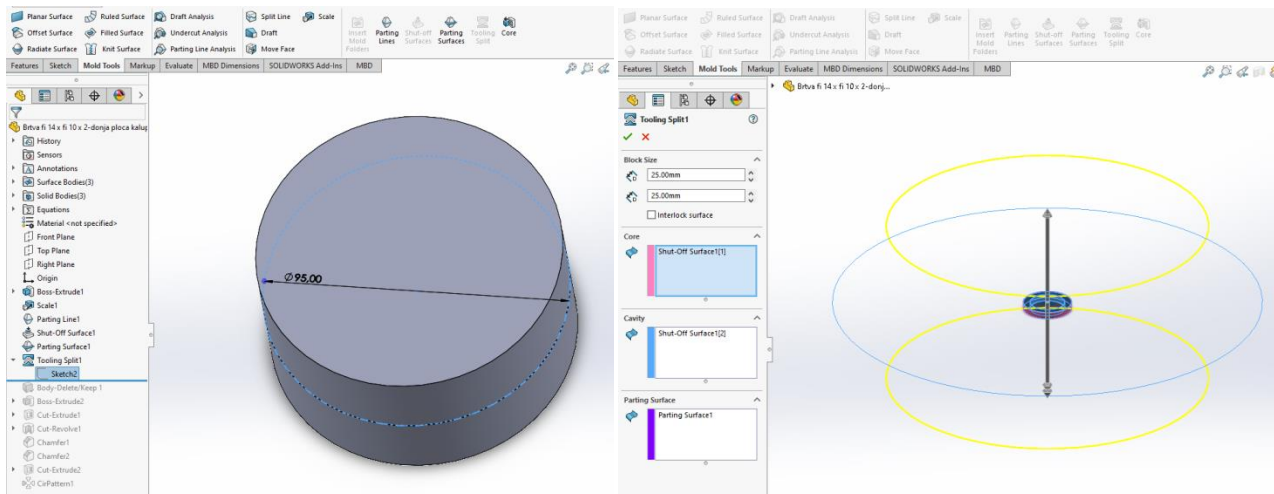 Planar Surface Ruled Surface Draft Analysis Split Line Scale
Offset Surface Filled Surface Undercut Analysis Draft
Radiate Surface Knit Surface Parting Line Analysis Move Face
Insert Mold Folders
Parting Lines
Shut-off Surfaces
Parting Surfaces
Tooling Split
Core
Features Sketch Mold Tools Markup Evaluate MBD Dimensions SOLIDWORKS Add-Ins MBD
Brtva fi 14 x fi 10 x 2-donja ploca kalup
History
Sensors
Annotations
Surface Bodies(3)
Solid Bodies(3)
Equations
Material <not specified>
Front Plane
Top Plane
Right Plane
Origin
Boss-Extrude1
Scale1
Parting Line1
Shut-Off Surface1
Parting Surface1
Tooling Split1
Sketch2
Body-Delete/Keep 1
Boss-Extrude2
Cut-Extrude1
Cut-Revolve1
Chamfer1
Chamfer2
Cut-Extrude2
CirPattern1
Ø95,00
Planar Surface Ruled Surface Draft Analysis Split Line Scale
Offset Surface Filled Surface Undercut Analysis Draft
Radiate Surface Knit Surface Parting Line Analysis Move Face
Insert Mold Folders
Parting Lines
Shut-off Surfaces
Parting Surfaces
Tooling Split
Core
Features Sketch Mold Tools Markup Evaluate MBD Dimensions SOLIDWORKS Add-Ins MBD
Brtva fi 14 x fi 10 x 2-donj...
Tooling Split1
Block Size
25.00mm
25.00mm
Interlock surface
Core
Shut-Off Surface1[1]
Cavity
Shut-Off Surface1[2]
Parting Surface
Parting Surface1